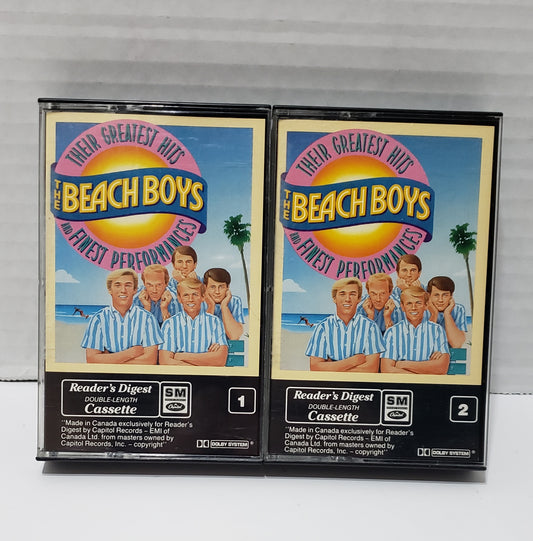 THEIR GREATEST HITS
THE BEACH BOYS
AND FINEST PERFORMANCES
Reader's Digest
DOUBLE-LENGTH
Cassette
SM
Capitol
1
"Made in Canada exclusively for Reader's
Digest by Capitol Records – EMI of
Canada Ltd. from masters owned by
Capitol Records, Inc. – copyright"
DOLBY SYSTEM
THEIR GREATEST HITS
THE BEACH BOYS
AND FINEST PERFORMANCES
Reader's Digest
DOUBLE-LENGTH
Cassette
SM
Capitol
2
"Made in Canada exclusively for Reader's
Digest by Capitol Records – EMI of
Canada Ltd. from masters owned by
Capitol Records, Inc. – copyright"
DOLBY SYSTEM